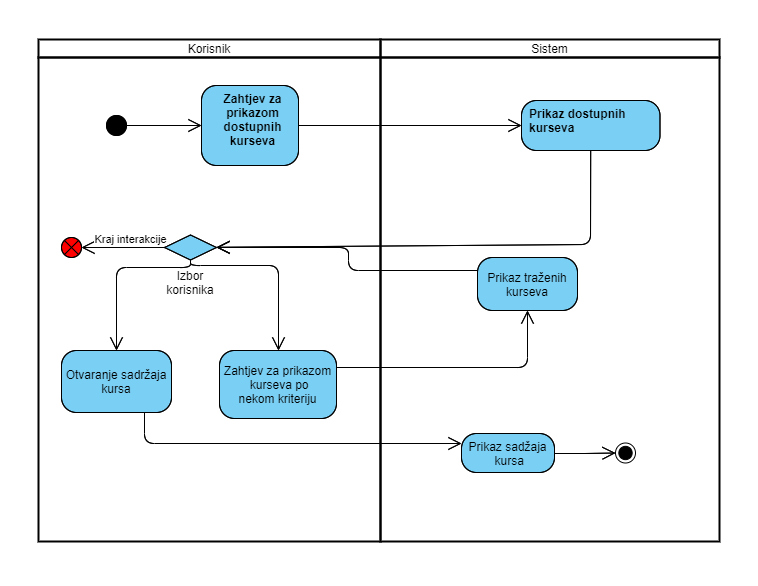 Korisnik
Sistem
Zahtjev za
prikazom
dostupnih
kurseva
Prikaz dostupnih
kurseva
Kraj interakcije
Izbor
korisnika
Prikaz traženih
kurseva
Otvaranje sadržaja
kursa
Zahtjev za prikazom
kurseva po
nekom kriteriju
Prikaz sadžaja
kursa